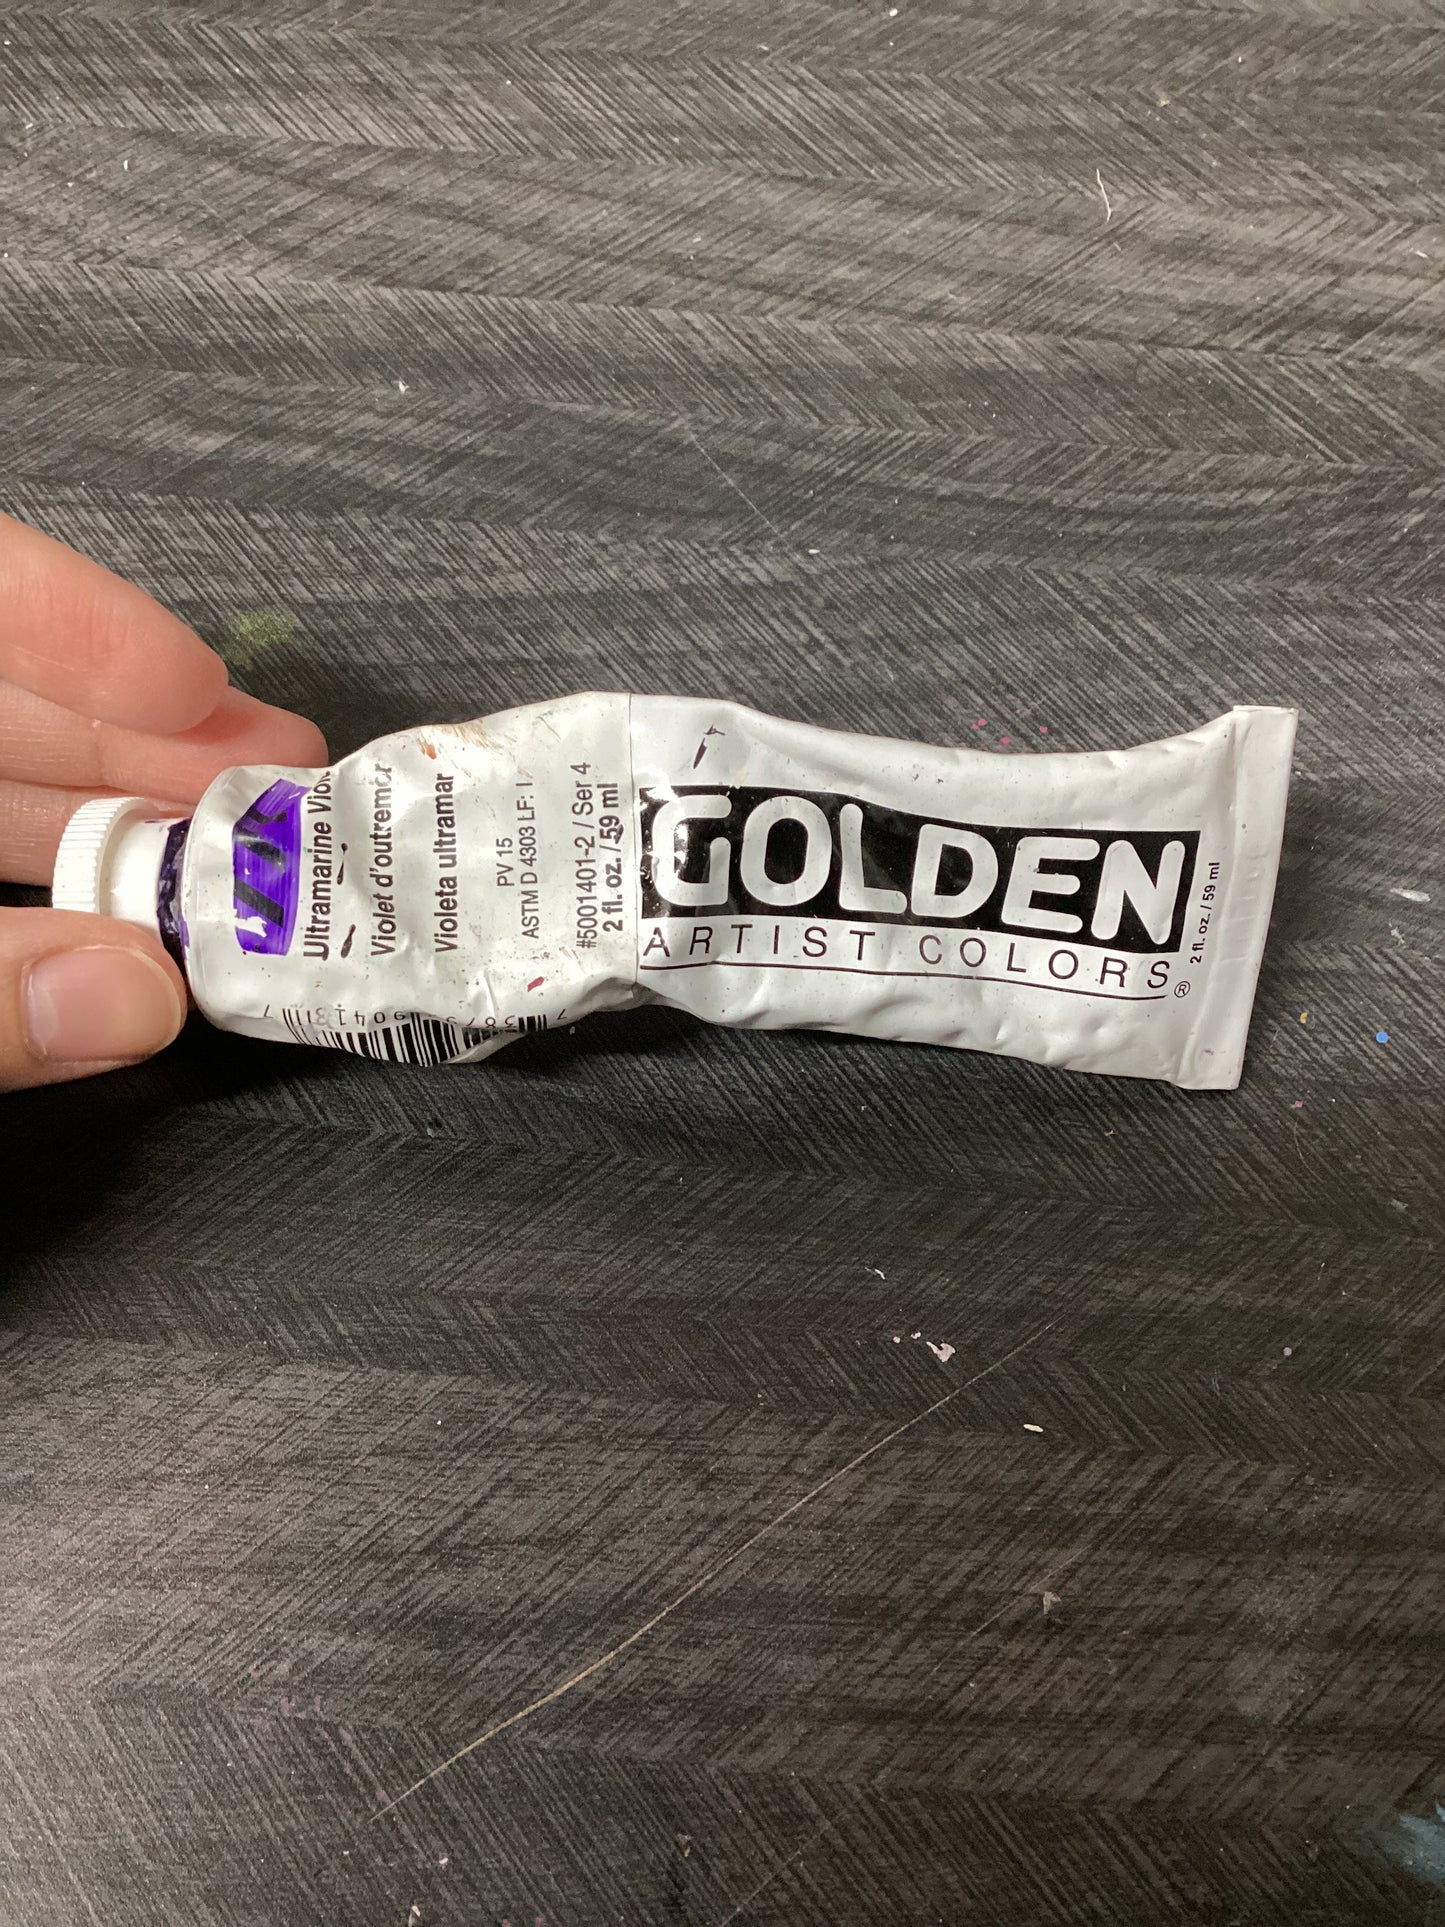 Ultramarine Viol
Violet d'outremer
Violeta ultramar
PV 15
ASTM D 4303 LF: I
#5001401-2 / Ser 4
2 fl. oz. / 59 ml
GOLDEN
ARTIST COLORS®
2 fl. oz. / 59 ml